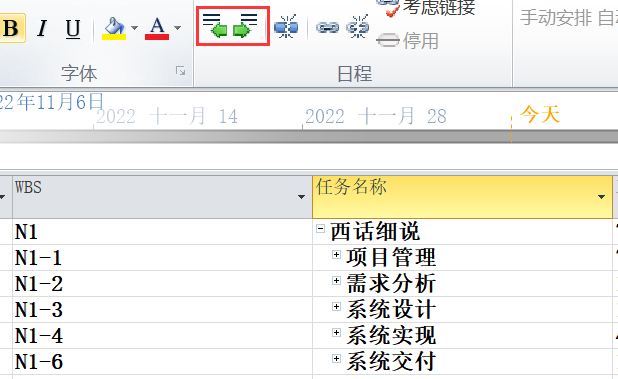 考虑链接
手动安排 自动
B I U A
停用
字体
日程
22年11月6日
2022 十一月 14
2022 十一月 28
今天
WBS
任务名称
N1
西话细说
N1-1
项目管理
N1-2
需求分析
N1-3
系统设计
N1-4
系统实现
N1-6
系统交付